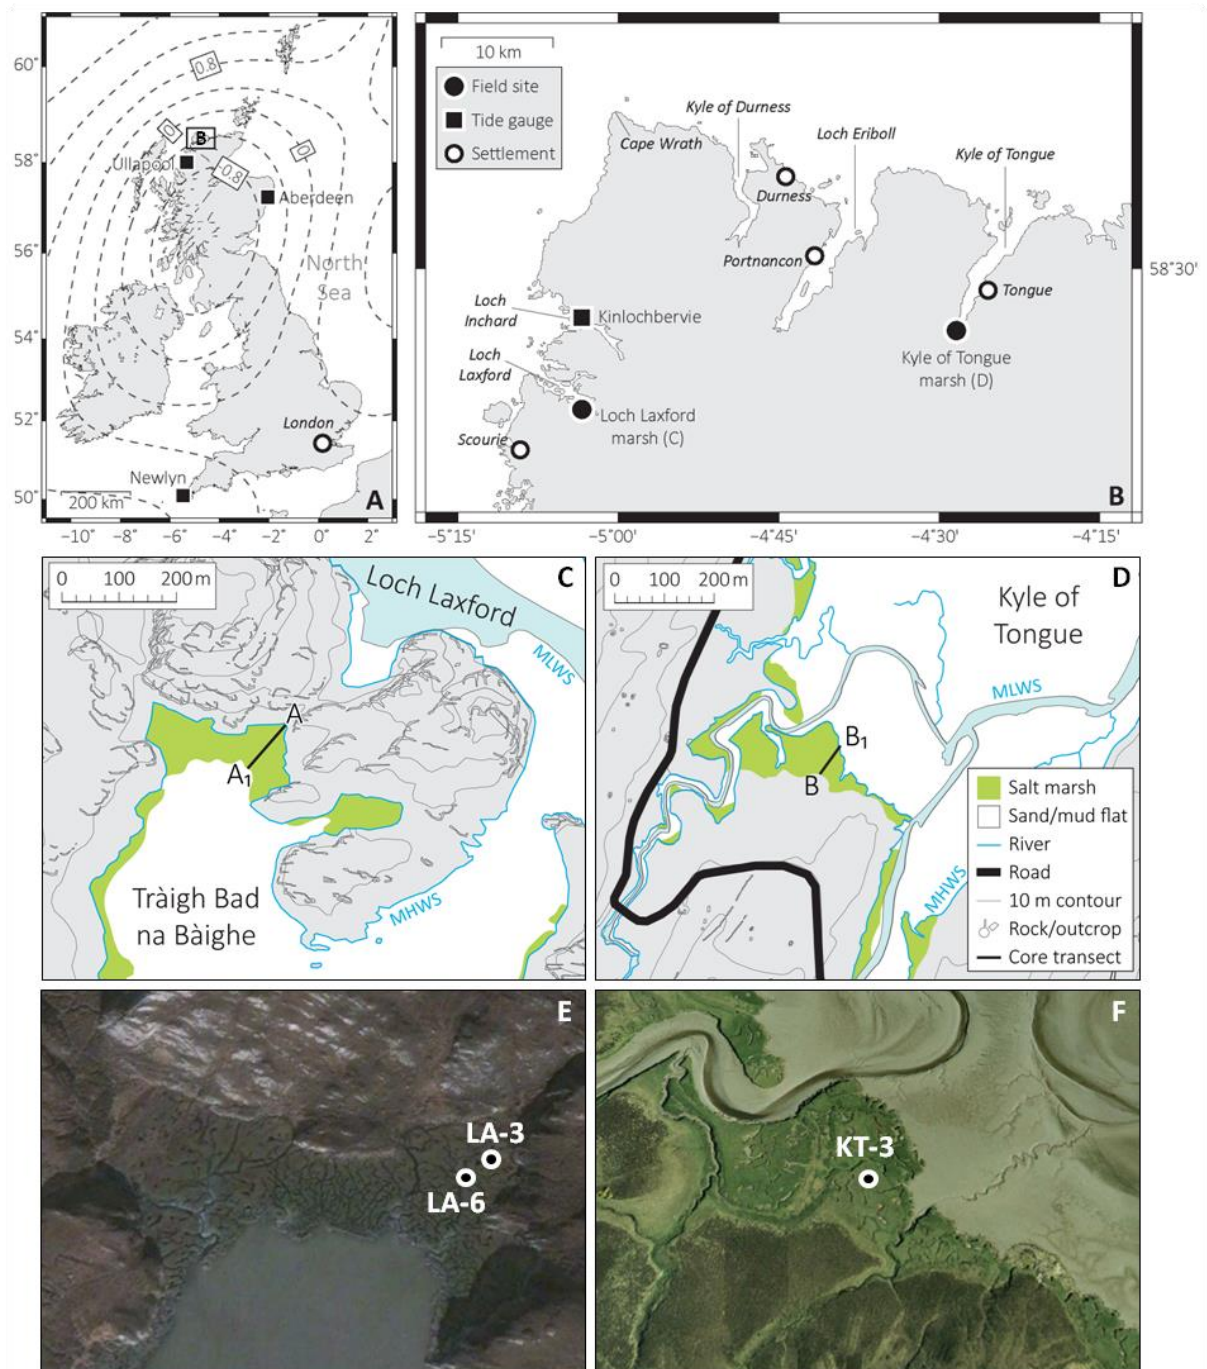 60°
58°
56°
54°
52°
50°
0.8
0
B
0
-0.8
Ullapool
Aberdeen
North
Sea
London
Newlyn
200 km
A
−10°
−8°
−6°
−4°
−2°
0°
2°
10 km
Field site
Tide gauge
Settlement
Cape Wrath
Kyle of Durness
Loch Eriboll
Kyle of Tongue
Durness
Portnancon
Tongue
Loch
Inchard
Kinlochbervie
Loch
Laxford
Loch Laxford
marsh (C)
Scourie
Kyle of Tongue
marsh (D)
B
58°30'
−5°15'
−5°00'
−4°45'
−4°30'
−4°15'
0 100 200 m
C
Loch Laxford
MLWS
A
A₁
Tràigh Bad
na Bàighe
MHWS
0 100 200 m
D
Kyle of
Tongue
MLWS
B₁
B
MHWS
Salt marsh
Sand/mud flat
River
Road
10 m contour
Rock/outcrop
Core transect
E
LA-3
LA-6
F
KT-3